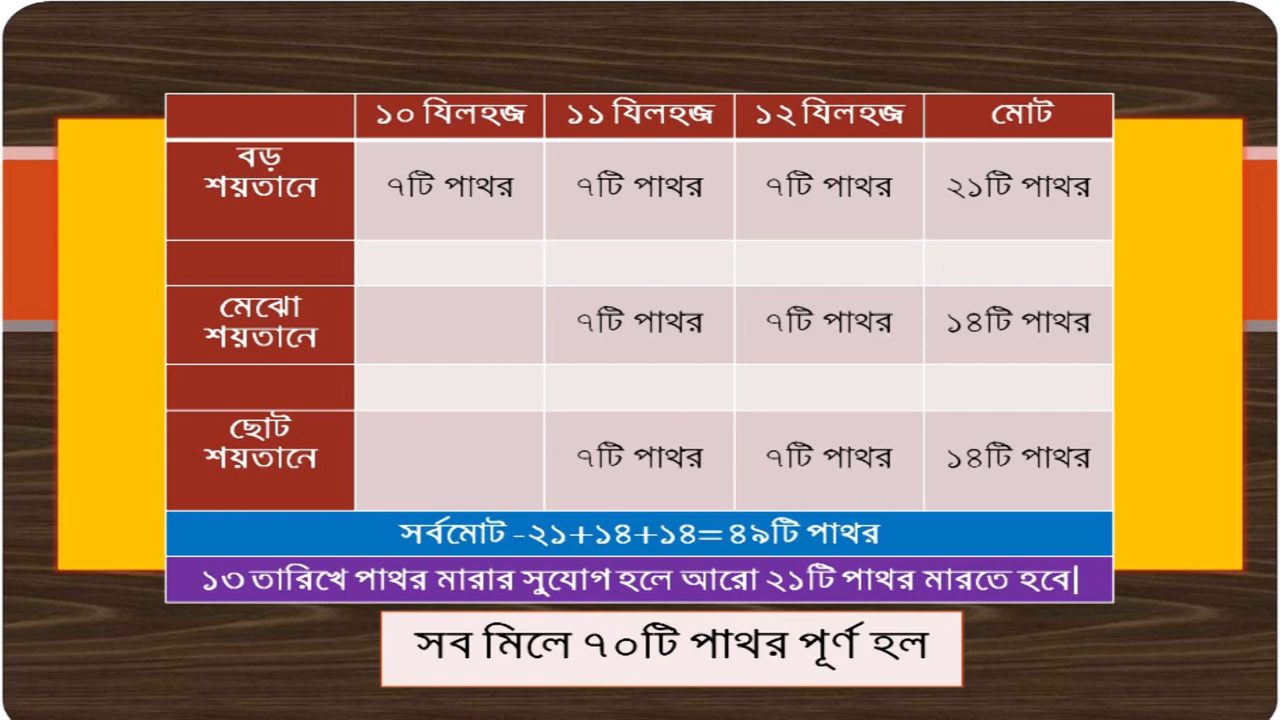 ১০ যিলহজ্ব ১১ যিলহজ্ব ১২ যিলহজ্ব মোট
বড়
শয়তানে ৭টি পাথর ৭টি পাথর ৭টি পাথর ২১টি পাথর
মেঝো
শয়তানে ৭টি পাথর ৭টি পাথর ১৪টি পাথর
ছোট
শয়তানে ৭টি পাথর ৭টি পাথর ১৪টি পাথর
সর্বমোট -২১+১৪+১৪=৪৯টি পাথর
১৩ তারিখে পাথর মারার সুযোগ হলে আরো ২১টি পাথর মারতে হবে|
সব মিলে ৭০টি পাথর পূর্ণ হল